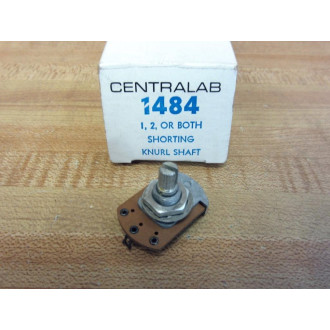 CENTRALAB
1484
1, 2, OR BOTH
SHORTING
KNURL SHAFT